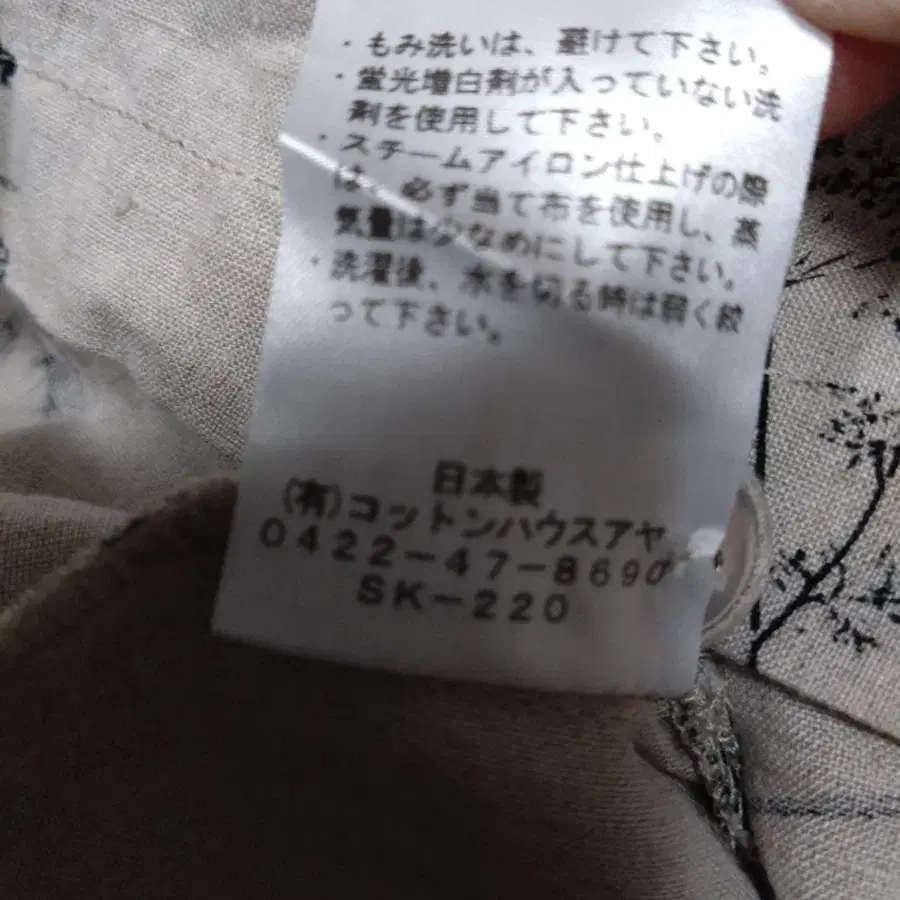 ・もみ洗いは、避けて下さい。
・蛍光増白剤が入っていない洗
剤を使用して下さい。
・スチームアイロン仕上げの際
は、必ず当て布を使用し、蒸
気量は少なめにして下さい。
・洗濯後、水を切る時は弱く絞
って下さい。
日本製
(有)コットンハウスアヤ
0422-47-8690
SK-220